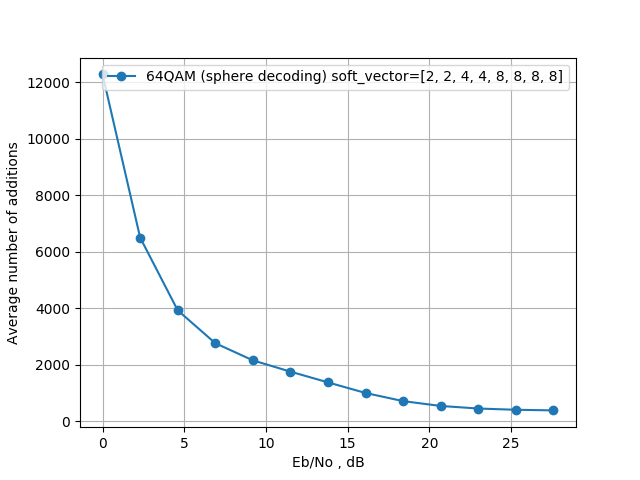 64QAM (sphere decoding) soft_vector=[2, 2, 4, 4, 8, 8, 8, 8]
12000
10000
8000
6000
4000
2000
0
Average number of additions
0 5 10 15 20 25
Eb/No , dB